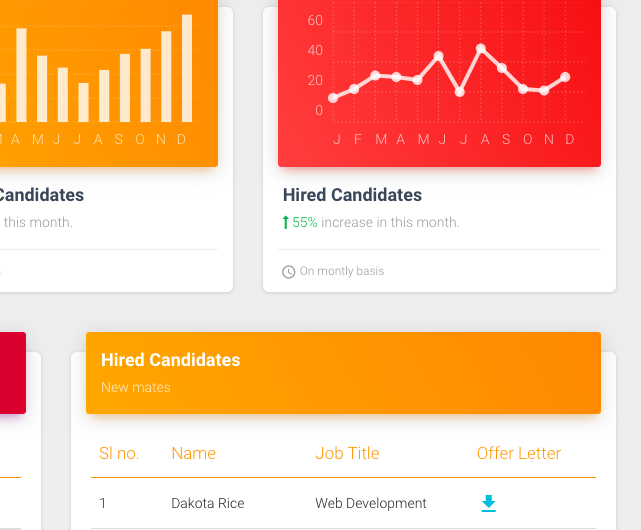 60
40
20
0
A M J J A S O N D
J F M A M J J A S O N D
Candidates
this month.
Hired Candidates
55% increase in this month.
On montly basis
Hired Candidates
New mates
Sl no. Name Job Title Offer Letter
1 Dakota Rice Web Development